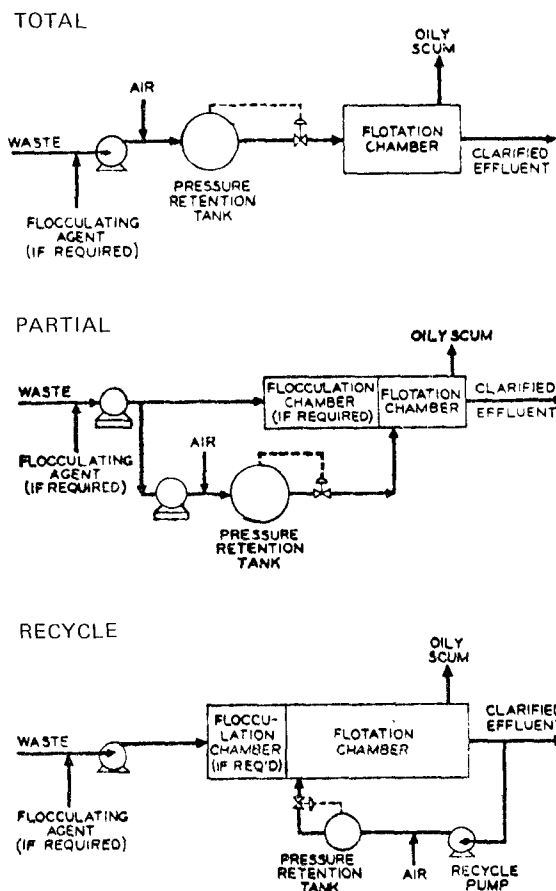 TOTAL
OILY
SCUM
AIR
WASTE
FLOTATION
CHAMBER
CLARIFIED
EFFLUENT
PRESSURE
RETENTION
TANK
FLOCCULATING
AGENT
(IF REQUIRED)
PARTIAL
OILY SCUM
WASTE
FLOCCULATION
CHAMBER
(IF REQUIRED)
FLOTATION
CHAMBER
CLARIFIED
EFFLUENT
FLOCCULATING
AGENT
(IF REQUIRED)
AIR
PRESSURE
RETENTION
TANK
RECYCLE
OILY
SCUM
WASTE
FLOCCU-
LATION
CHAMBER
(IF REQ'D)
FLOTATION
CHAMBER
CLARIFIED
EFFLUENT
FLOCCULATING
AGENT
(IF REQUIRED)
PRESSURE
RETENTION
TANK
AIR
RECYCLE
PUMP